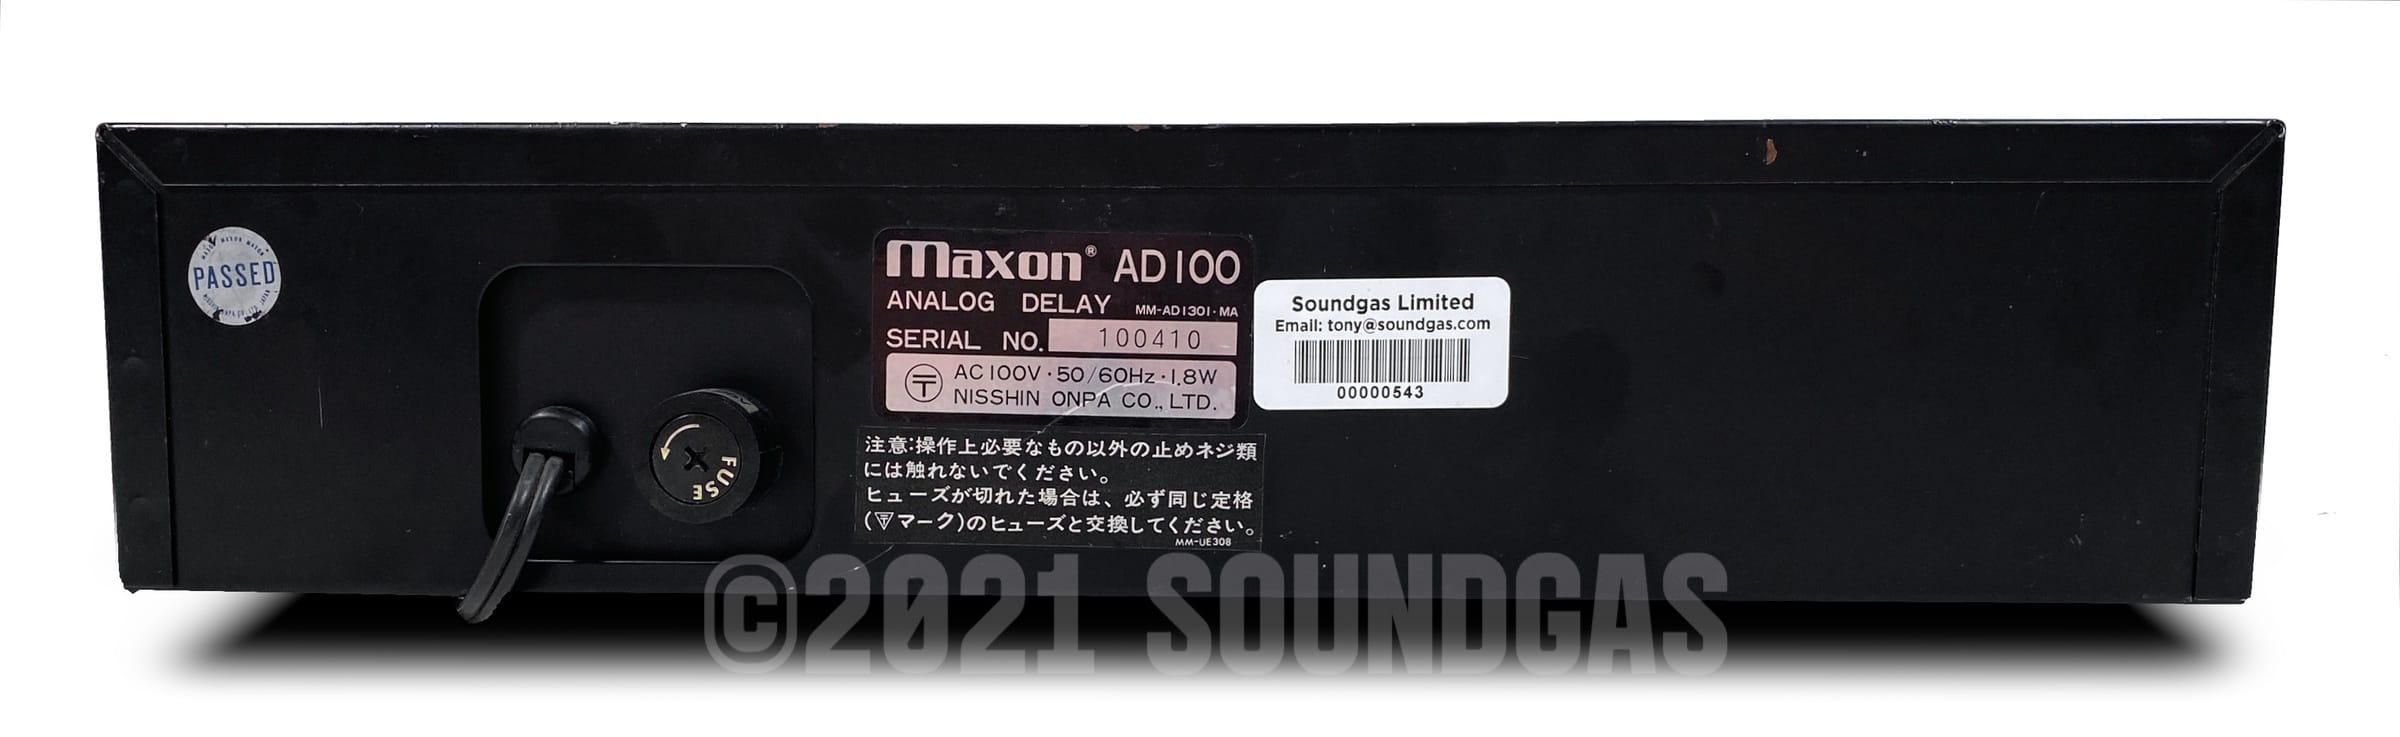 MAXON MAXON
PASSED
maxon® AD100
ANALOG DELAY MM-AD1301・MA
SERIAL NO. 100410
〒 AC100V・50/60Hz・1.8W
NISSHIN ONPA CO., LTD.
Soundgas Limited
Email: tony@soundgas.com
00000543
FUSE
注意:操作上必要なもの以外の止めネジ類
には触れないでください。
ヒューズが切れた場合は、必ず同じ定格
(マーク)のヒューズと交換してください。
MM-UE308
©2021 SOUNDGAS